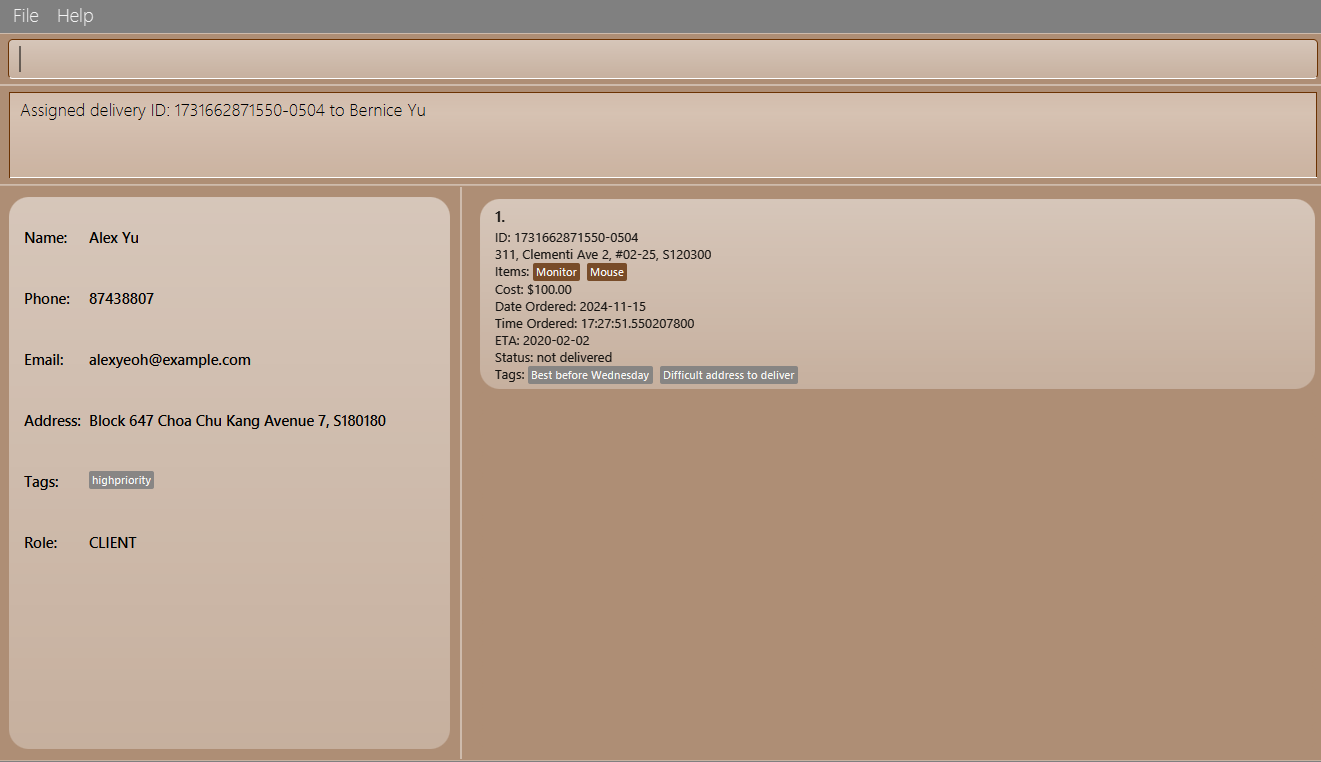 File Help
Assigned delivery ID: 1731662871550-0504 to Bernice Yu
Name: Alex Yu
Phone: 87438807
Email: alexyeoh@example.com
Address: Block 647 Choa Chu Kang Avenue 7, S180180
Tags: highpriority
Role: CLIENT
1.
ID: 1731662871550-0504
311, Clementi Ave 2, #02-25, S120300
Items: Monitor Mouse
Cost: $100.00
Date Ordered: 2024-11-15
Time Ordered: 17:27:51.550207800
ETA: 2020-02-02
Status: not delivered
Tags: Best before Wednesday Difficult address to deliver